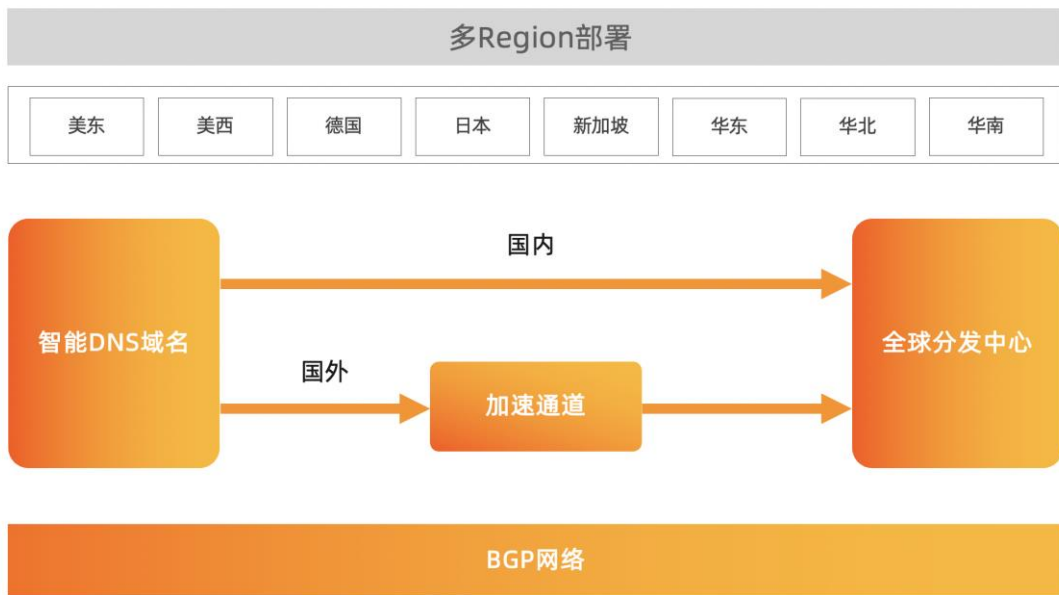 多Region部署
美东
美西
德国
日本
新加坡
华东
华北
华南
国内
智能DNS域名
全球分发中心
国外
加速通道
BGP网络